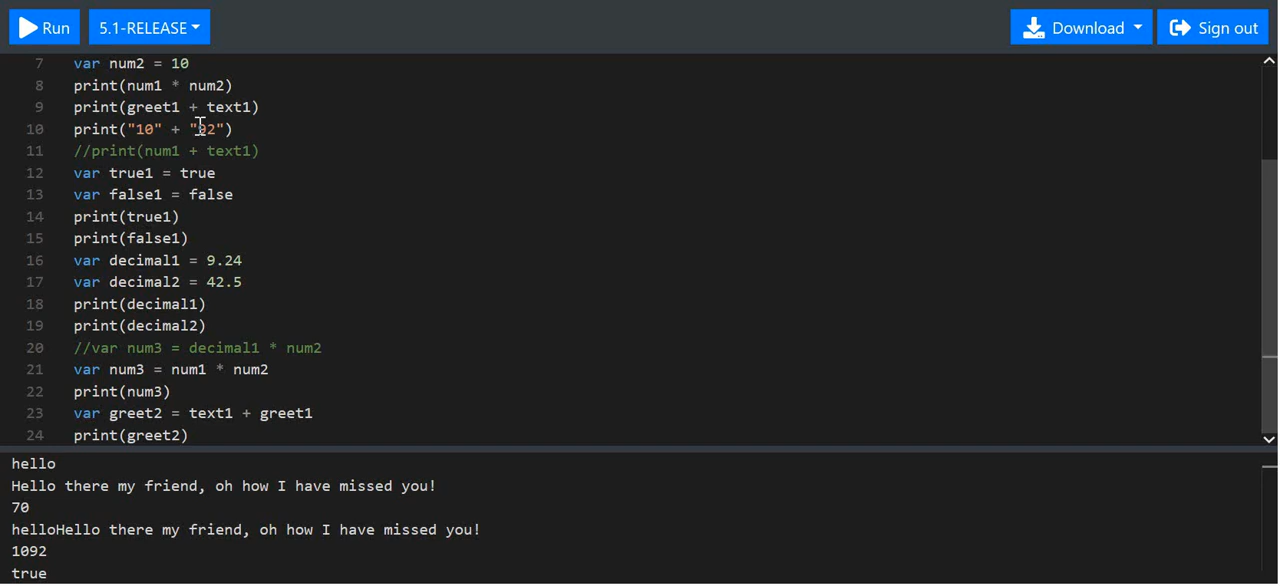 Run 5.1-RELEASE Download Sign out
7 var num2 = 10
8 print(num1 * num2)
9 print(greet1 + text1)
10 print("10" + "92")
11 //print(num1 + text1)
12 var true1 = true
13 var false1 = false
14 print(true1)
15 print(false1)
16 var decimal1 = 9.24
17 var decimal2 = 42.5
18 print(decimal1)
19 print(decimal2)
20 //var num3 = decimal1 * num2
21 var num3 = num1 * num2
22 print(num3)
23 var greet2 = text1 + greet1
24 print(greet2)
hello
Hello there my friend, oh how I have missed you!
70
helloHello there my friend, oh how I have missed you!
1092
true